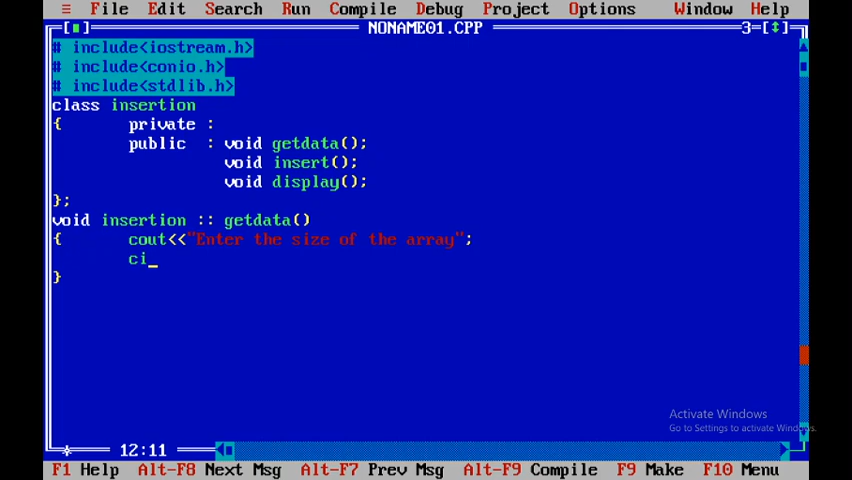 ≡ File Edit Search Run Compile Debug Project Options Window Help
[■] NONAME01.CPP 3=[↕]
# include<iostream.h>
# include<conio.h>
# include<stdlib.h>
class insertion
{ private :
public : void getdata();
void insert();
void display();
};
void insertion :: getdata()
{ cout<<"Enter the size of the array";
ci_
}
Activate Windows
Go to Settings to activate Windows.
12:11
F1 Help Alt-F8 Next Msg Alt-F7 Prev Msg Alt-F9 Compile F9 Make F10 Menu